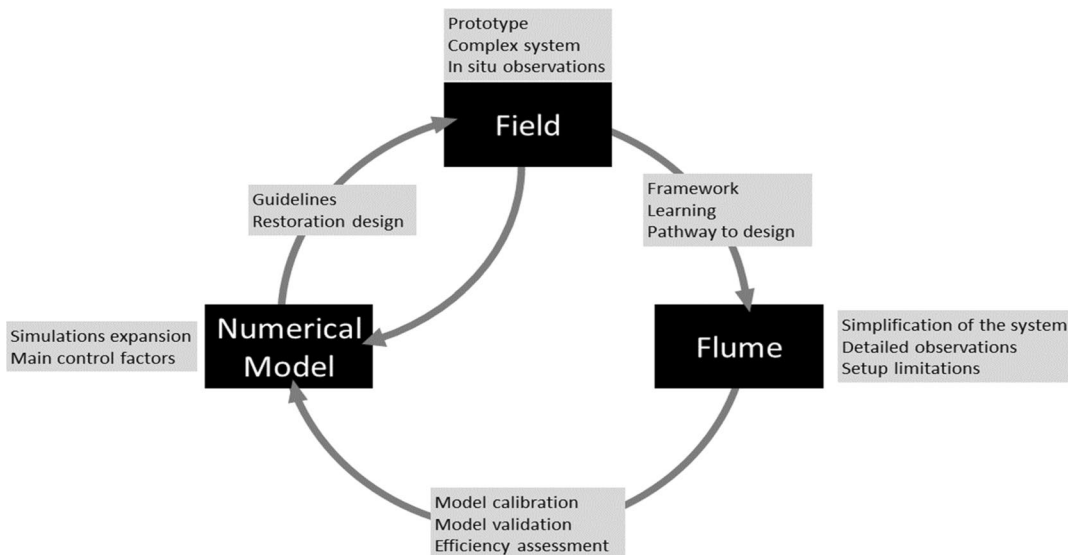 Prototype
Complex system
In situ observations
Field
Guidelines
Restoration design
Framework
Learning
Pathway to design
Simulations expansion
Main control factors
Numerical
Model
Flume
Simplification of the system
Detailed observations
Setup limitations
Model calibration
Model validation
Efficiency assessment